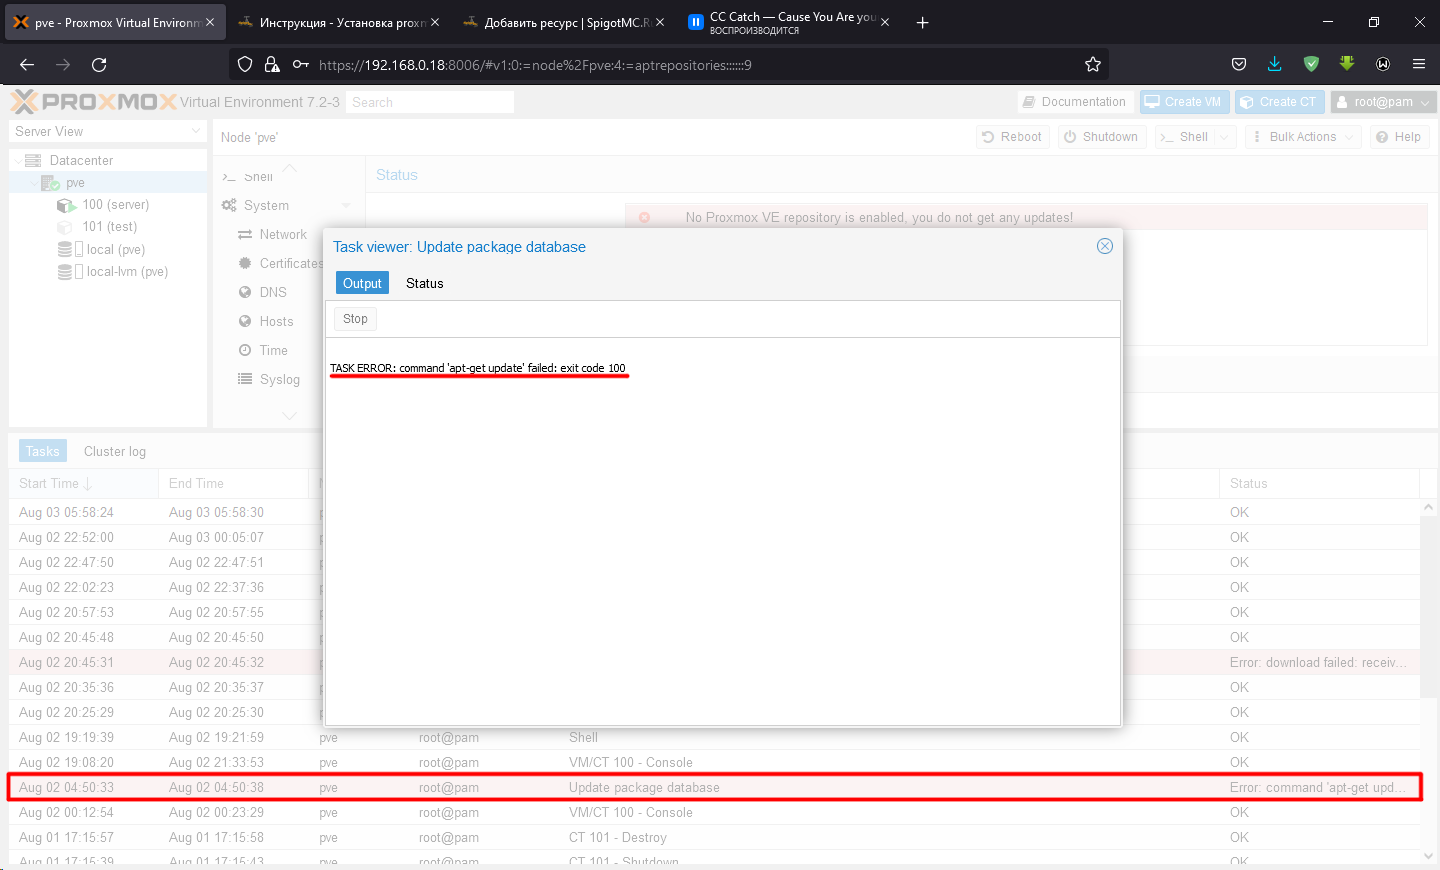 pve - Proxmox Virtual Environm
Инструкция - Установка proxm
Добавить ресурс | SpigotMC.Ru
CC Catch — Cause You Are you
ВОСПРОИЗВОДИТСЯ
https://192.168.0.18:8006/#v1:0:=node%2Fpve:4:=aptrepositories::::::9
PROXMOX Virtual Environment 7.2-3
Search
Documentation
Create VM
Create CT
root@pam
Server View
Node 'pve'
Reboot
Shutdown
Shell
Bulk Actions
Help
Datacenter
pve
100 (server)
101 (test)
local (pve)
local-lvm (pve)
Shell
System
Network
Certificates
DNS
Hosts
Time
Syslog
Status
No Proxmox VE repository is enabled, you do not get any updates!
Task viewer: Update package database
Output
Status
Stop
TASK ERROR: command 'apt-get update' failed: exit code 100
Tasks
Cluster log
Start Time
End Time
Status
Aug 03 05:58:24 Aug 03 05:58:30 OK
Aug 02 22:52:00 Aug 03 00:05:07 OK
Aug 02 22:47:50 Aug 02 22:47:51 OK
Aug 02 22:02:23 Aug 02 22:37:36 OK
Aug 02 20:57:53 Aug 02 20:57:55 OK
Aug 02 20:45:48 Aug 02 20:45:50 OK
Aug 02 20:45:31 Aug 02 20:45:32 Error: download failed: receiv...
Aug 02 20:35:36 Aug 02 20:35:37 OK
Aug 02 20:25:29 Aug 02 20:25:30 OK
Aug 02 19:19:39 Aug 02 19:21:59 pve root@pam Shell OK
Aug 02 19:08:20 Aug 02 21:33:53 pve root@pam VM/CT 100 - Console OK
Aug 02 04:50:33 Aug 02 04:50:38 pve root@pam Update package database Error: command 'apt-get upd...
Aug 02 00:12:54 Aug 02 00:23:29 pve root@pam VM/CT 100 - Console OK
Aug 01 17:15:57 Aug 01 17:15:58 pve root@pam CT 101 - Destroy OK
Aug 01 17:15:39 Aug 01 17:15:43 pve root@pam CT 101 - Shutdown OK